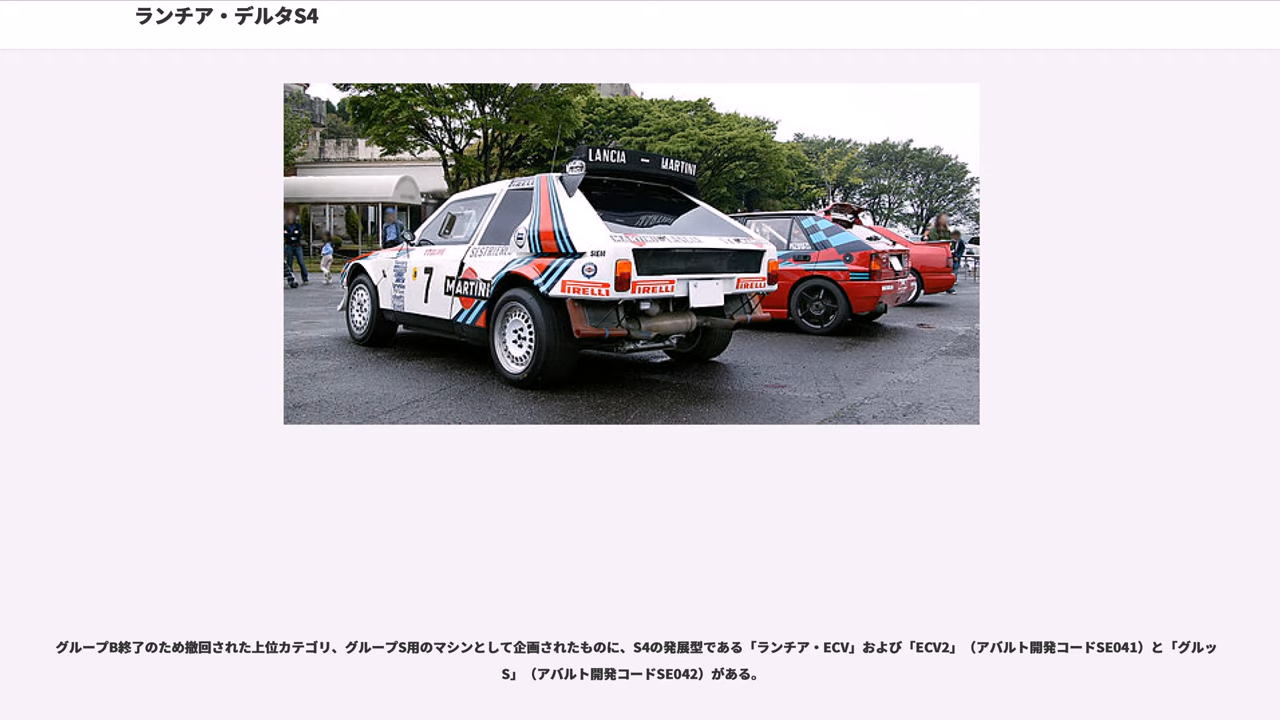 ランチア・デルタS4
LANCIA - MARTINI
PIRELLI
SESTRIERE
7
MARTINI
PIRELLI
PIRELLI
PIRELLI
グループB終了のため撤回された上位カテゴリ、グループS用のマシンとして企画されたものに、S4の発展型である「ランチア・ECV」および「ECV2」（アバルト開発コードSE041）と「グルッ
S」（アバルト開発コードSE042）がある。